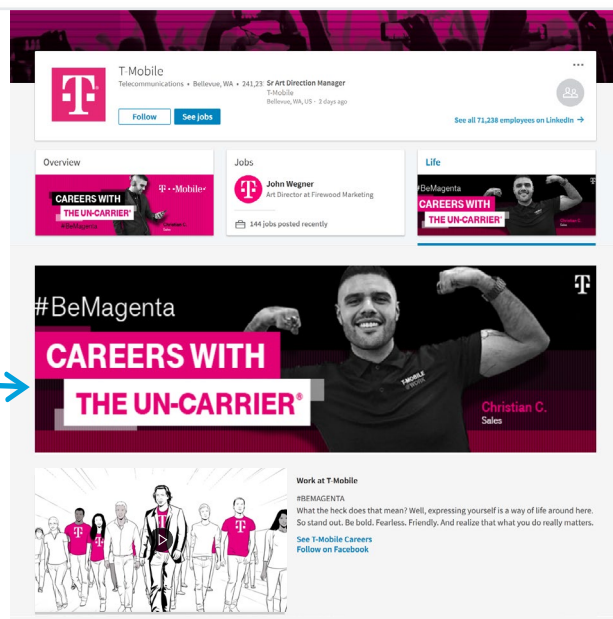 T-Mobile
Telecommunications • Bellevue, WA • 241,23
Sr Art Direction Manager
T-Mobile
Bellevue, WA, US · 3 days ago
Follow
See jobs
See all 71,238 employees on LinkedIn →
Overview
T··Mobile·
CAREERS WITH
THE UN-CARRIER®
#BeMagenta
Christian C.
Sales
Jobs
John Wegner
Art Director at Firewood Marketing
144 jobs posted recently
Life
#BeMagenta
CAREERS WITH
THE UN-CARRIER®
Christian C.
Sales
#BeMagenta
CAREERS WITH
THE UN-CARRIER®
T-MOBILE
Christian C.
Sales
Work at T-Mobile
#BEMAGENTA
What the heck does that mean? Well, expressing yourself is a way of life around here.
So stand out. Be bold. Fearless. Friendly. And realize that what you do really matters.
See T-Mobile Careers
Follow on Facebook